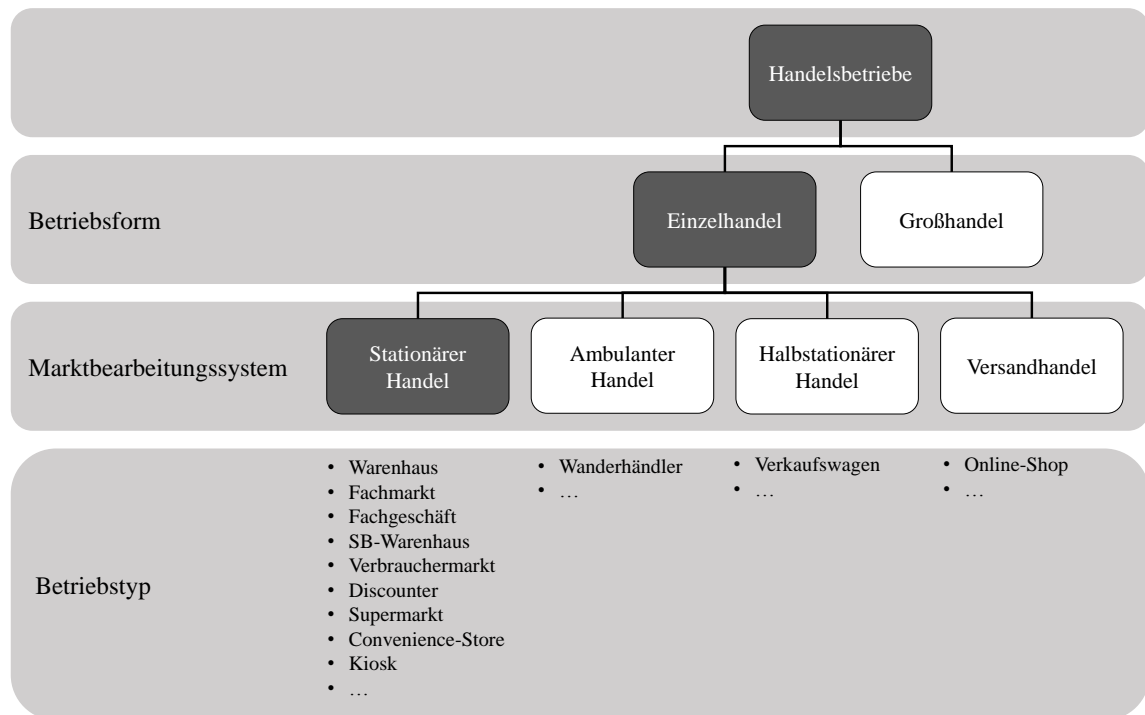 Handelsbetriebe
Betriebsform
Einzelhandel
Großhandel
Marktbearbeitungssystem
Stationärer
Handel
Ambulanter
Handel
Halbstationärer
Handel
Versandhandel
Betriebstyp
• Warenhaus
• Fachmarkt
• Fachgeschäft
• SB-Warenhaus
• Verbrauchermarkt
• Discounter
• Supermarkt
• Convenience-Store
• Kiosk
• …
• Wanderhändler
• …
• Verkaufswagen
• …
• Online-Shop
• …